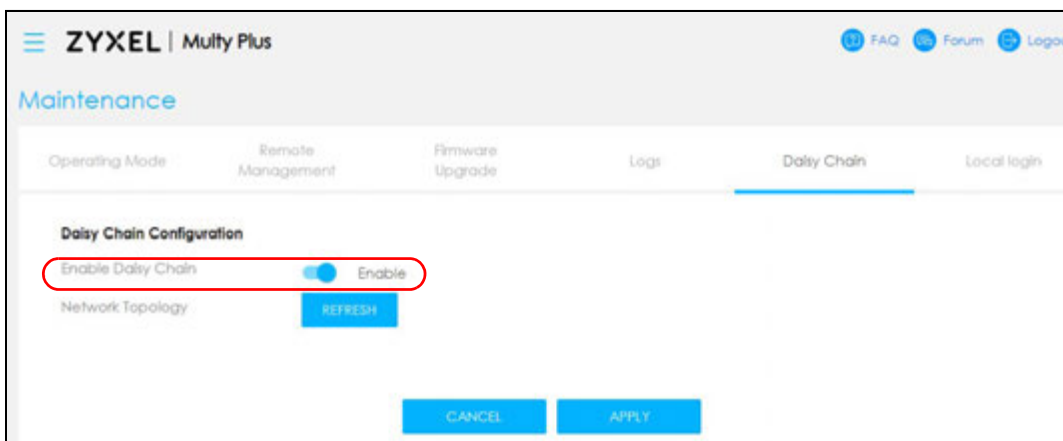 ZYXEL | Multy Plus
FAQ Forum Logou
Maintenance
Operating Mode Remote Management Firmware Upgrade Logs Daisy Chain Local login
Daisy Chain Configuration
Enable Daisy Chain Enable
Network Topology REFRESH
CANCEL APPLY